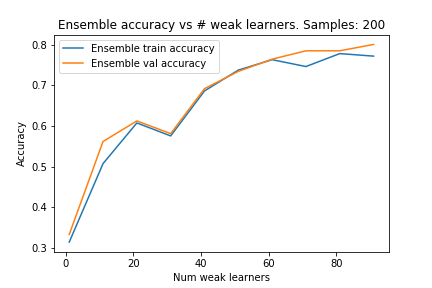 Ensemble accuracy vs # weak learners. Samples: 200
Ensemble train accuracy
Ensemble val accuracy
0.8
0.7
0.6
0.5
0.4
0.3
Accuracy
0 20 40 60 80
Num weak learners